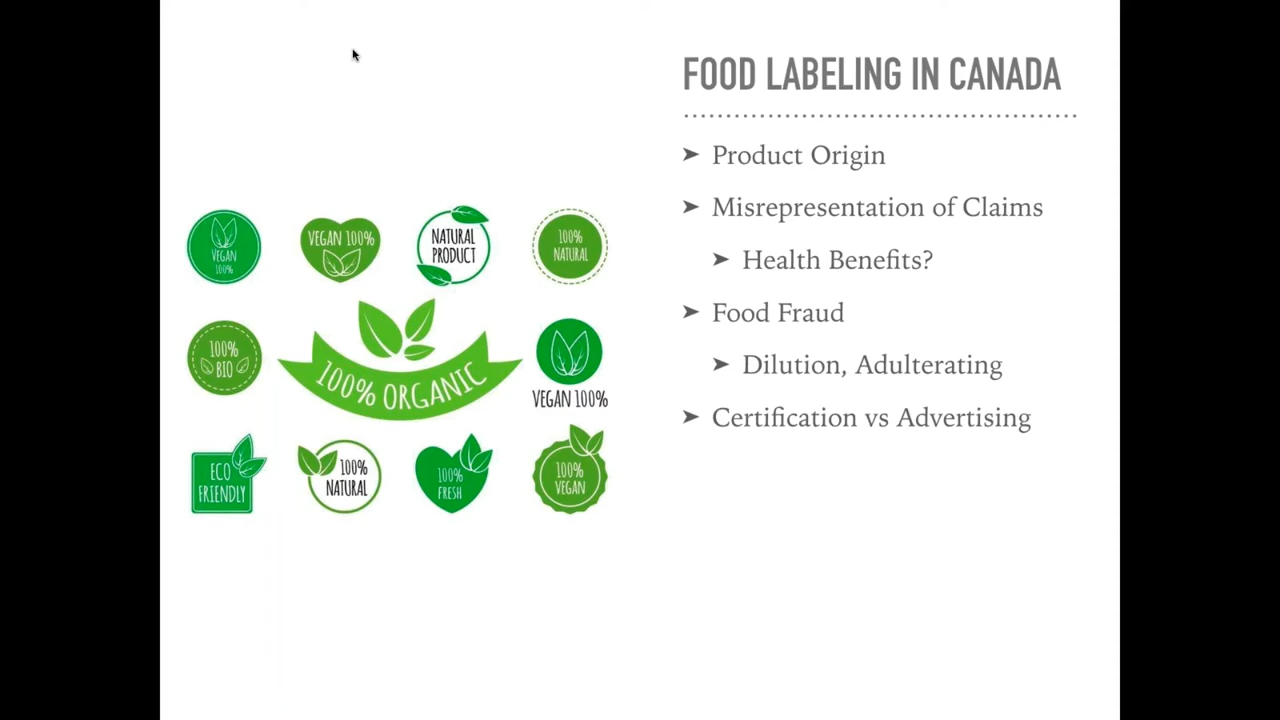 FOOD LABELING IN CANADA
➤ Product Origin
➤ Misrepresentation of Claims
➤ Health Benefits?
➤ Food Fraud
➤ Dilution, Adulterating
➤ Certification vs Advertising
VEGAN
100%
VEGAN 100%
NATURAL
PRODUCT
100%
NATURAL
100%
BIO
100% ORGANIC
VEGAN 100%
ECO
FRIENDLY
100%
NATURAL
100%
FRESH
100%
VEGAN